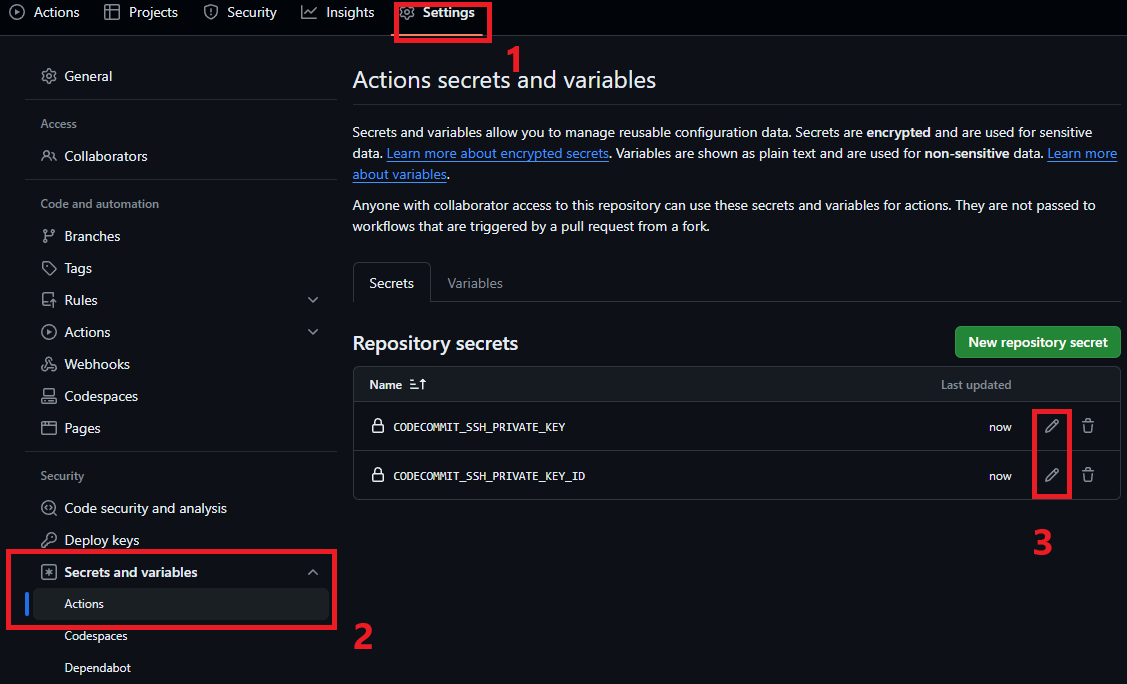 Actions Projects Security Insights Settings
1
General
Access
Collaborators
Code and automation
Branches
Tags
Rules
Actions
Webhooks
Codespaces
Pages
Security
Code security and analysis
Deploy keys
Secrets and variables
Actions
2
Codespaces
Dependabot
Actions secrets and variables
Secrets and variables allow you to manage reusable configuration data. Secrets are encrypted and are used for sensitive
data. Learn more about encrypted secrets. Variables are shown as plain text and are used for non-sensitive data. Learn more
about variables.
Anyone with collaborator access to this repository can use these secrets and variables for actions. They are not passed to
workflows that are triggered by a pull request from a fork.
Secrets Variables
Repository secrets New repository secret
Name Last updated
CODECOMMIT_SSH_PRIVATE_KEY now
CODECOMMIT_SSH_PRIVATE_KEY_ID now
3